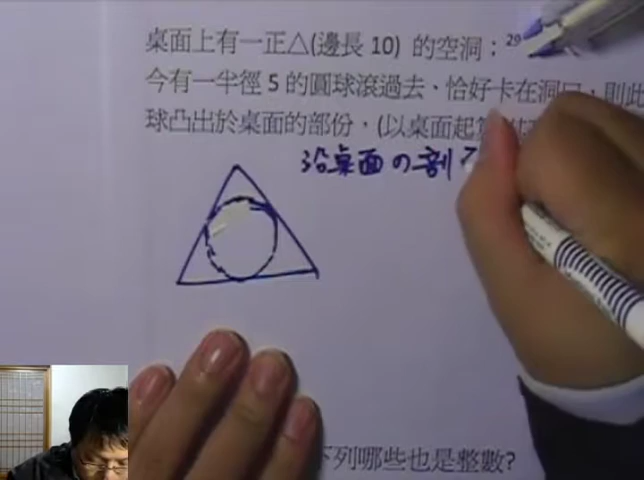 桌面上有一正△(邊長 10) 的空洞；29
今有一半徑 5 的圓球滾過去、恰好卡在洞口，則此
球凸出於桌面的部份，(以桌面起算
沿桌面の剖
下列哪些也是整數?